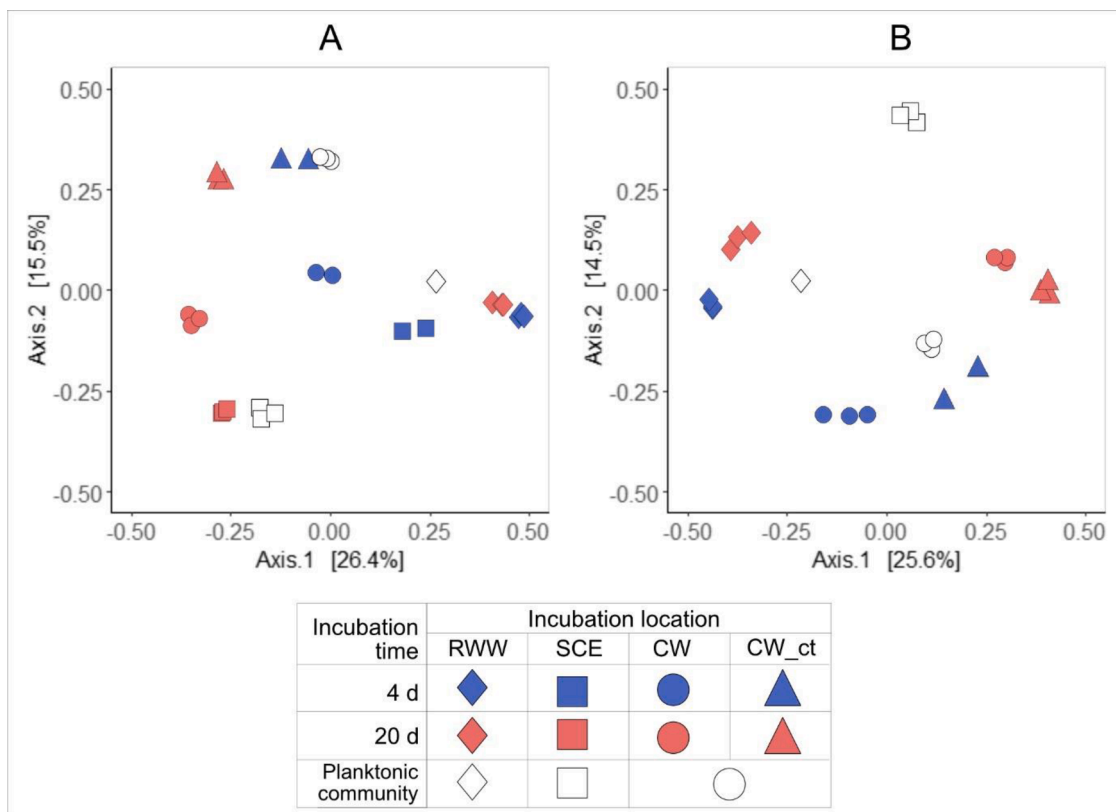 A
B
0.50
0.25
0.00
-0.25
-0.50
Axis.2 [15.5%]
-0.50 -0.25 0.00 0.25 0.50
Axis.1 [26.4%]
0.50
0.25
0.00
-0.25
-0.50
Axis.2 [14.5%]
-0.50 -0.25 0.00 0.25 0.50
Axis.1 [25.6%]
Incubation time
Incubation location
RWW SCE CW CW_ct
4 d
20 d
Planktonic community